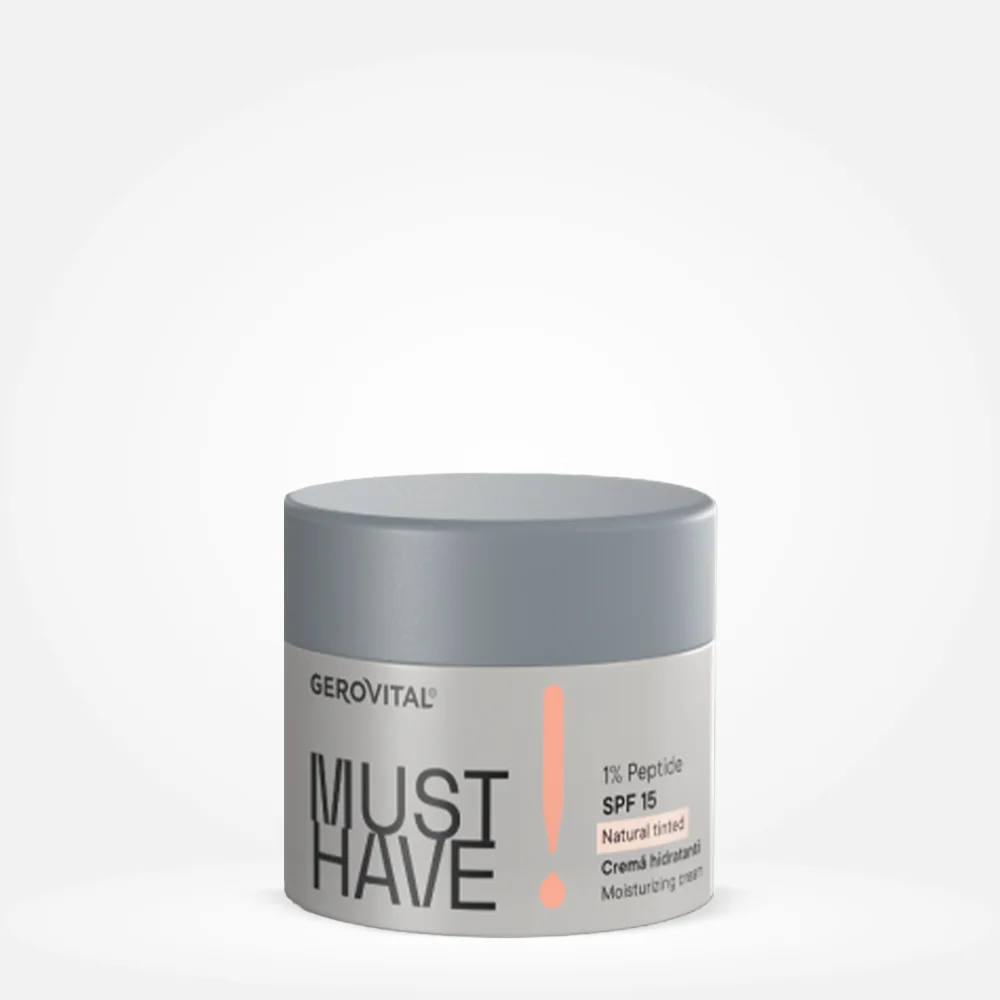 GEROVITAL®
MUST
HAVE
!
1% Peptide
SPF 15
Natural tinted
Cremă hidratantă
Moisturizing cream